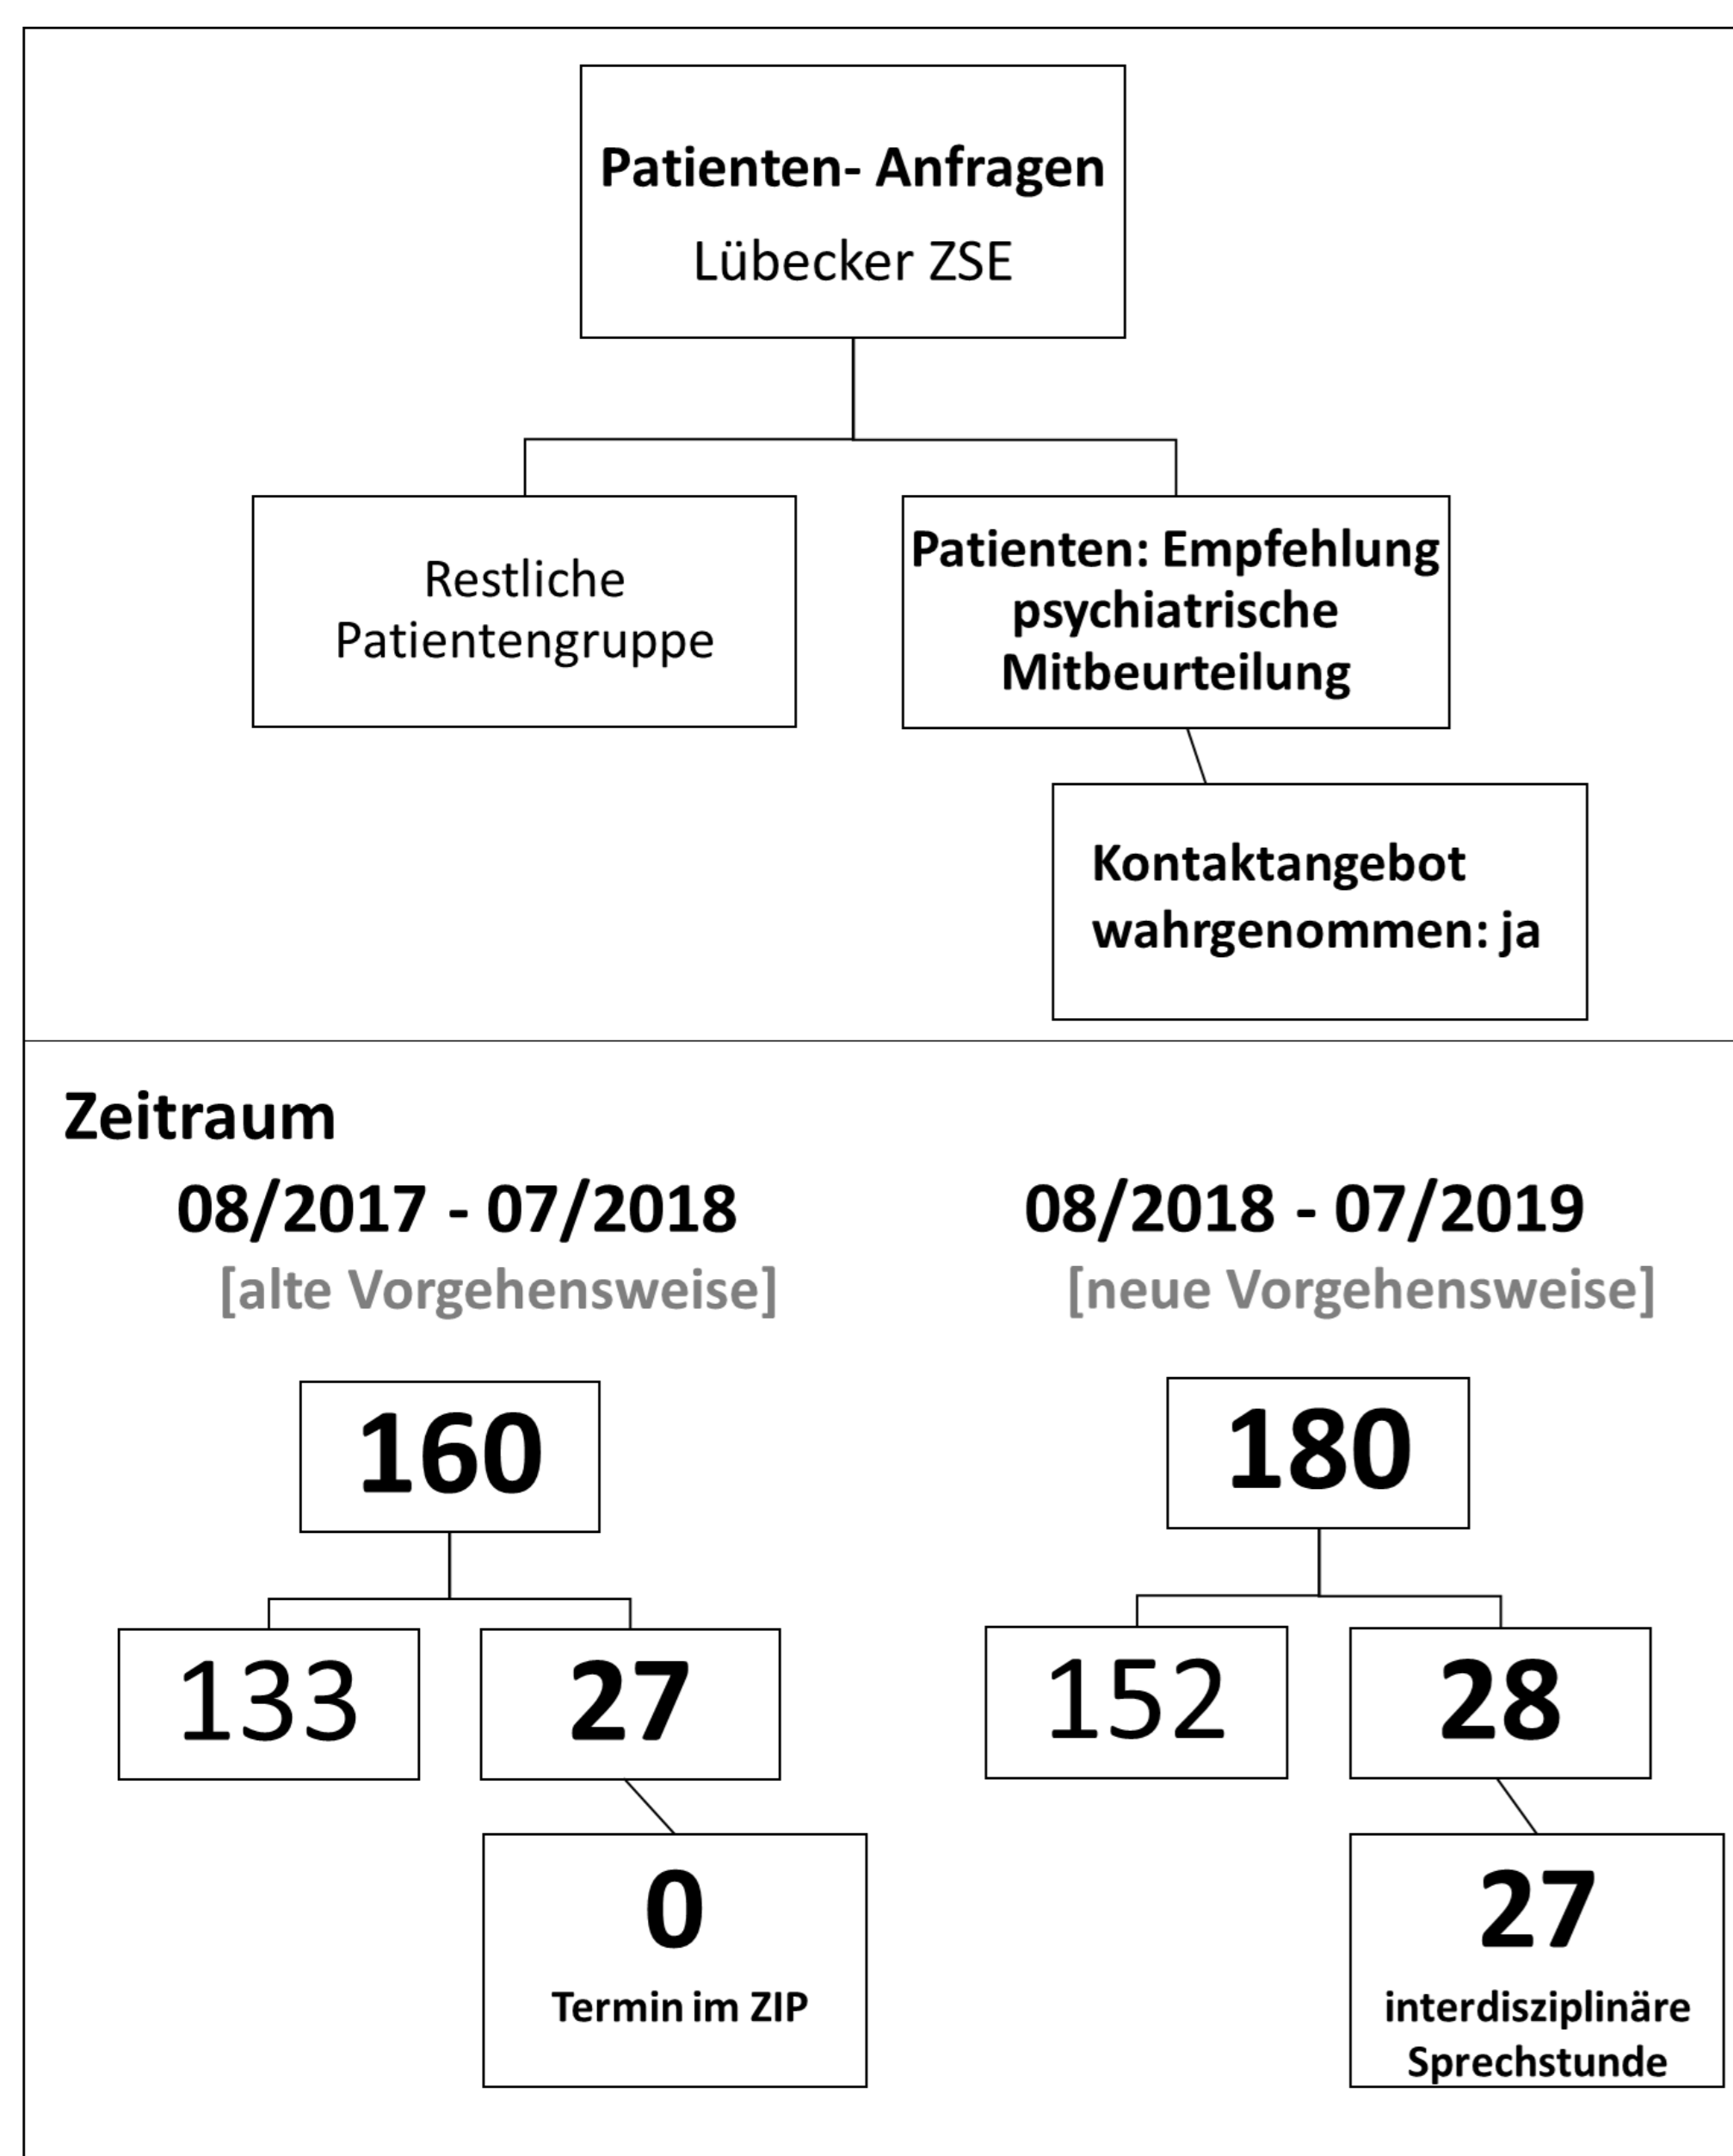 Patienten- Anfragen
Lübecker ZSE
Restliche
Patientengruppe
Patienten: Empfehlung
psychiatrische
Mitbeurteilung
Kontaktangebot
wahrgenommen: ja
Zeitraum
08/2017 - 07/2018
[alte Vorgehensweise]
08/2018 - 07/2019
[neue Vorgehensweise]
160
180
133
27
152
28
0
Termin im ZIP
27
interdisziplinäre
Sprechstunde